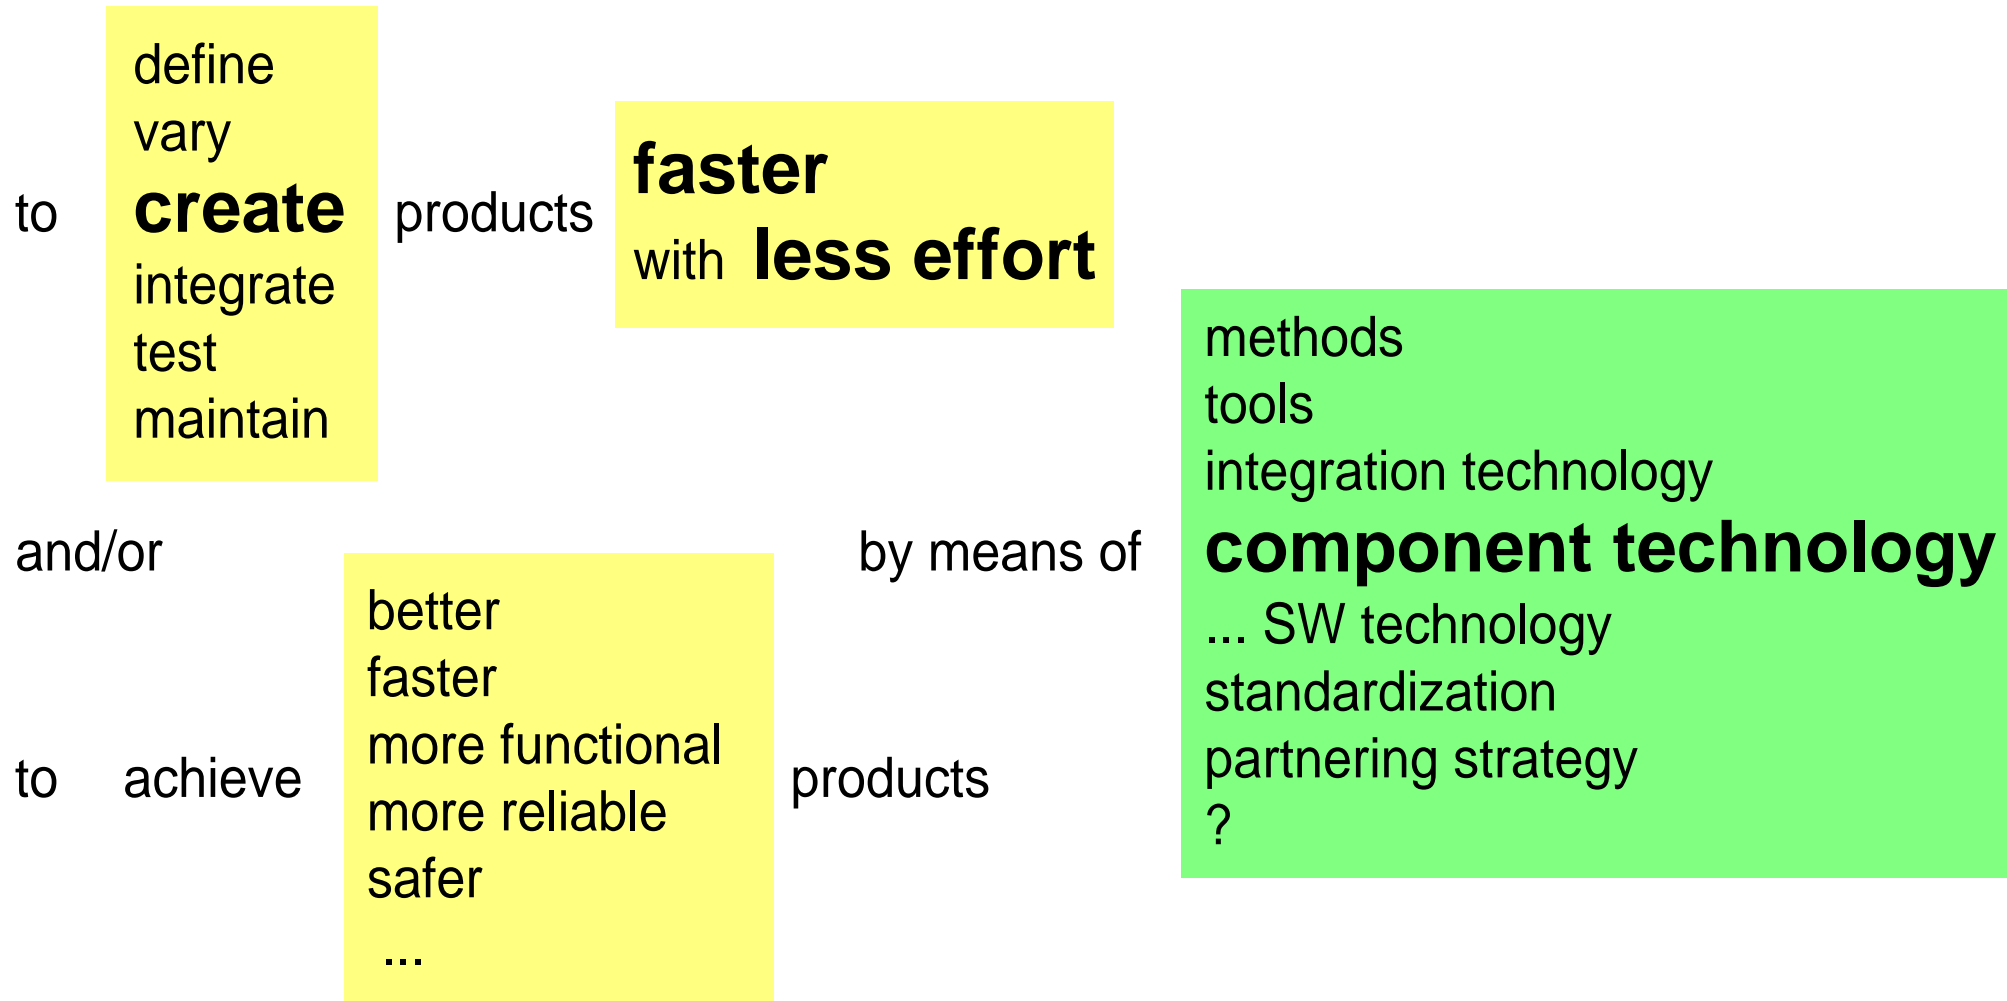 to
define
vary
create
integrate
test
maintain
products
faster
with less effort
and/or
to achieve
better
faster
more functional
more reliable
safer
...
products
by means of
methods
tools
integration technology
component technology
... SW technology
standardization
partnering strategy
?